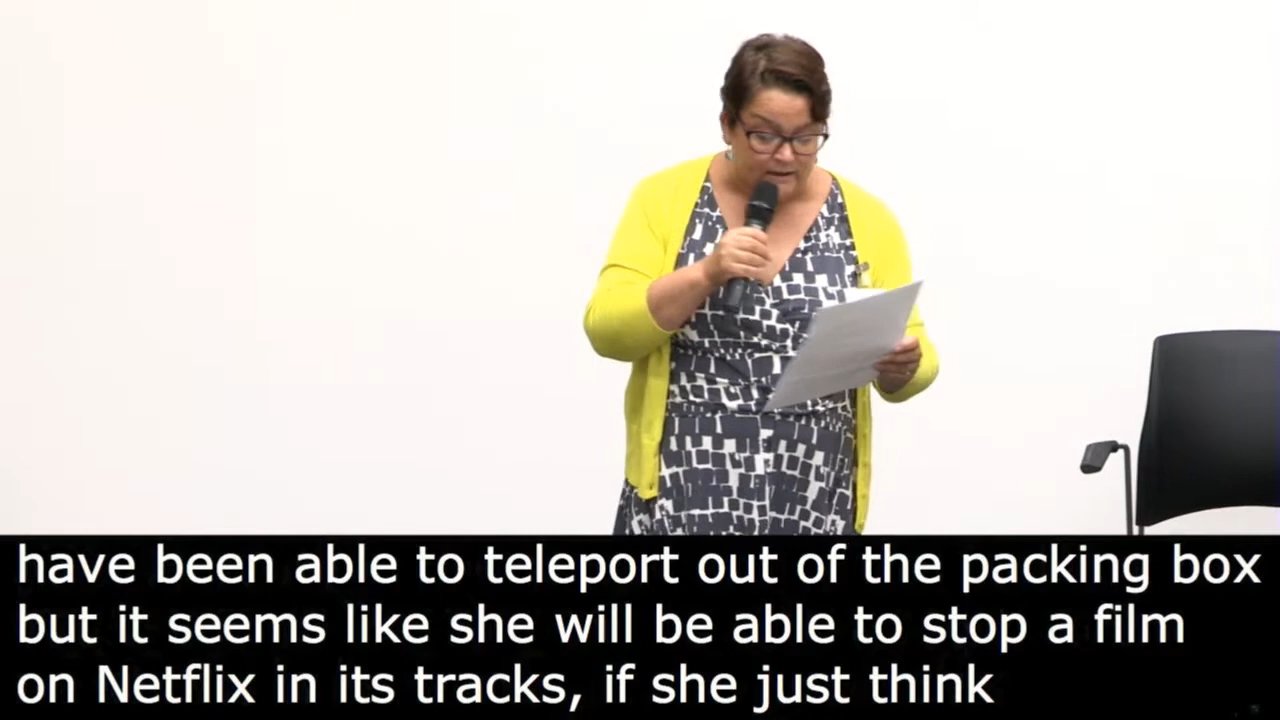 have been able to teleport out of the packing box
but it seems like she will be able to stop a film
on Netflix in its tracks, if she just think